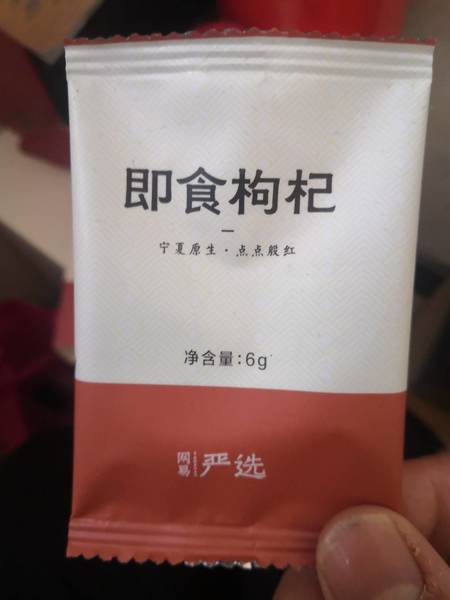 即食枸杞
宁夏原生·点点殷红
净含量:6g
网易 严选